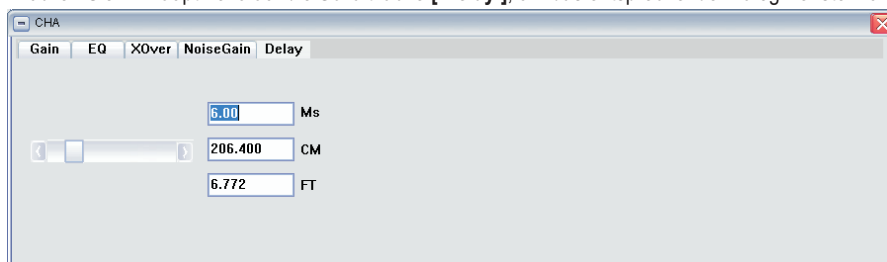 CHA
Gain EQ XOver NoiseGain Delay
6.00 Ms
206.400 CM
6.772 FT